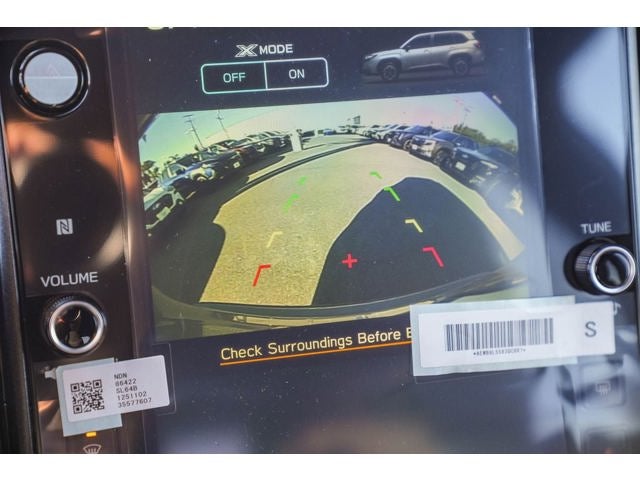 X MODE
OFF ON
TUNE
VOLUME
Check Surroundings Before
S
NDN
86422
SL64B
1251102
35577607